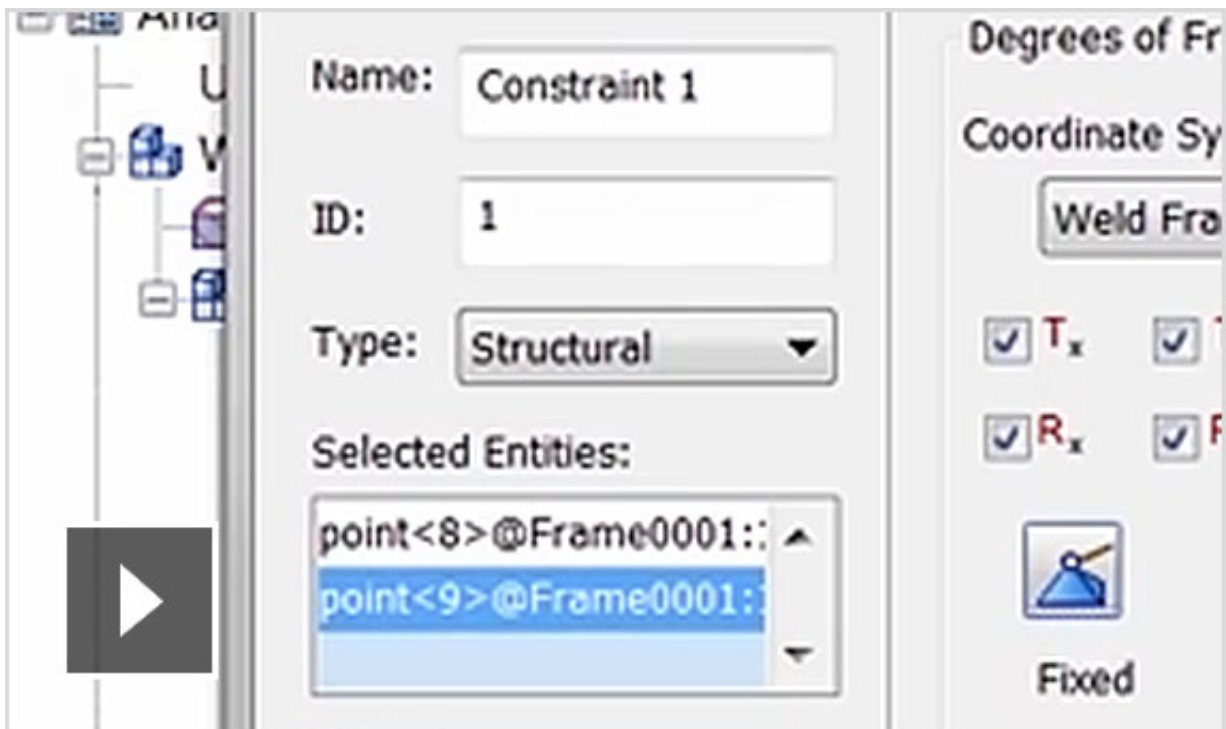 Ana
U
W
Name: Constraint 1
ID: 1
Type: Structural
Selected Entities:
point<8>@Frame0001:
point<9>@Frame0001:
Degrees of Fr
Coordinate Sy
Weld Fra
Tx T
Rx R
Fixed